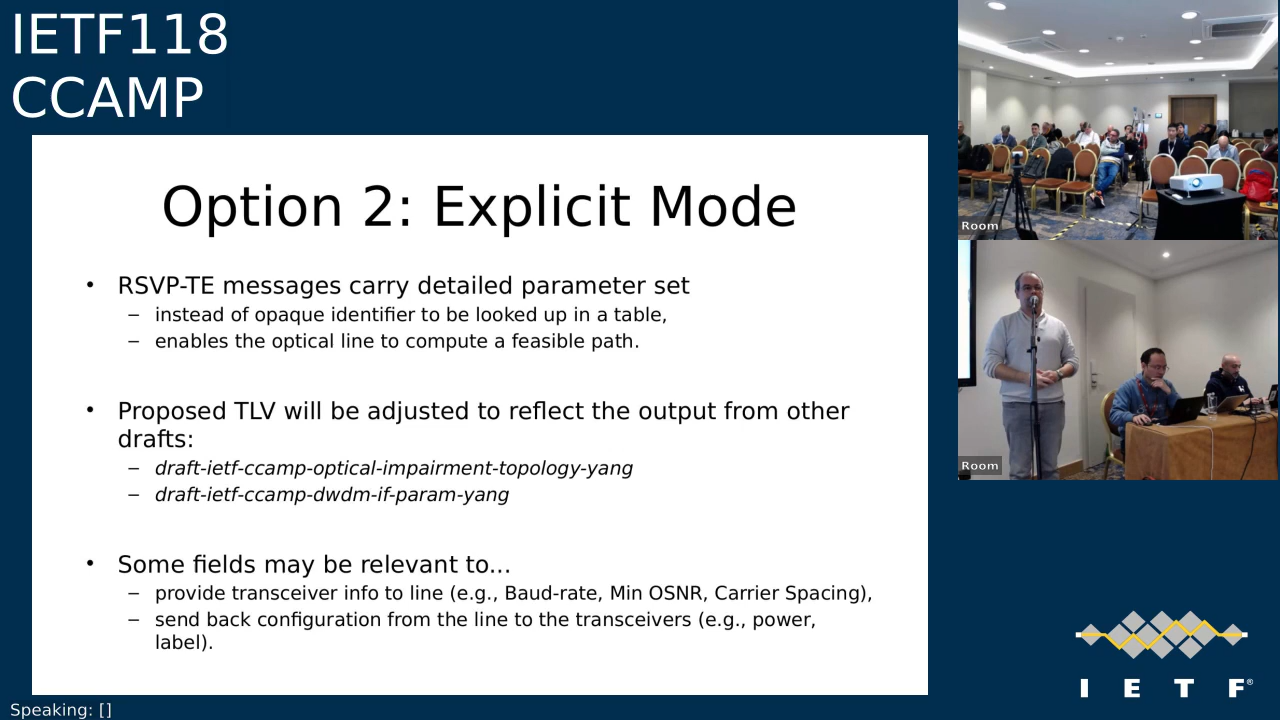 IETF118
CCAMP
Option 2: Explicit Mode
• RSVP-TE messages carry detailed parameter set
– instead of opaque identifier to be looked up in a table,
– enables the optical line to compute a feasible path.
• Proposed TLV will be adjusted to reflect the output from other
drafts:
– draft-ietf-ccamp-optical-impairment-topology-yang
– draft-ietf-ccamp-dwdm-if-param-yang
• Some fields may be relevant to...
– provide transceiver info to line (e.g., Baud-rate, Min OSNR, Carrier Spacing),
– send back configuration from the line to the transceivers (e.g., power,
label).
Room
Room
I E T F®
Speaking: []